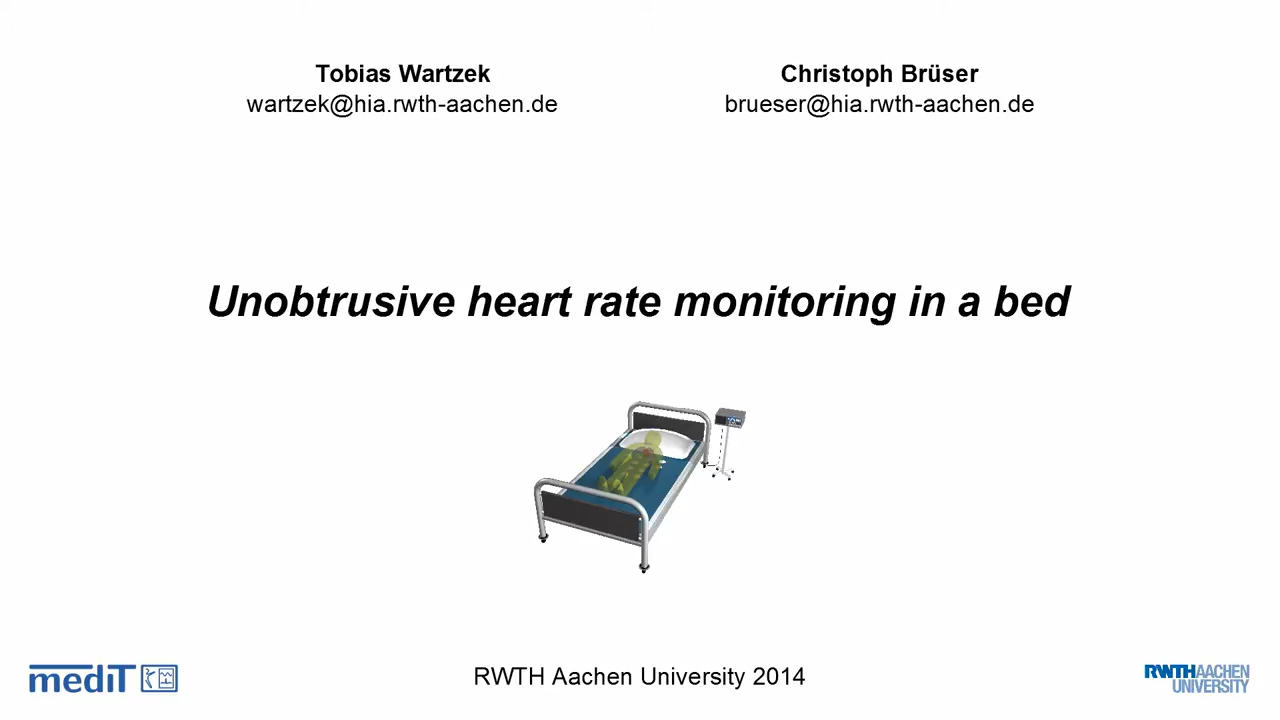 Tobias Wartzek
wartzek@hia.rwth-aachen.de
Christoph Brüser
brueser@hia.rwth-aachen.de
Unobtrusive heart rate monitoring in a bed
mediT
RWTH Aachen University 2014
RWTHAACHEN
UNIVERSITY